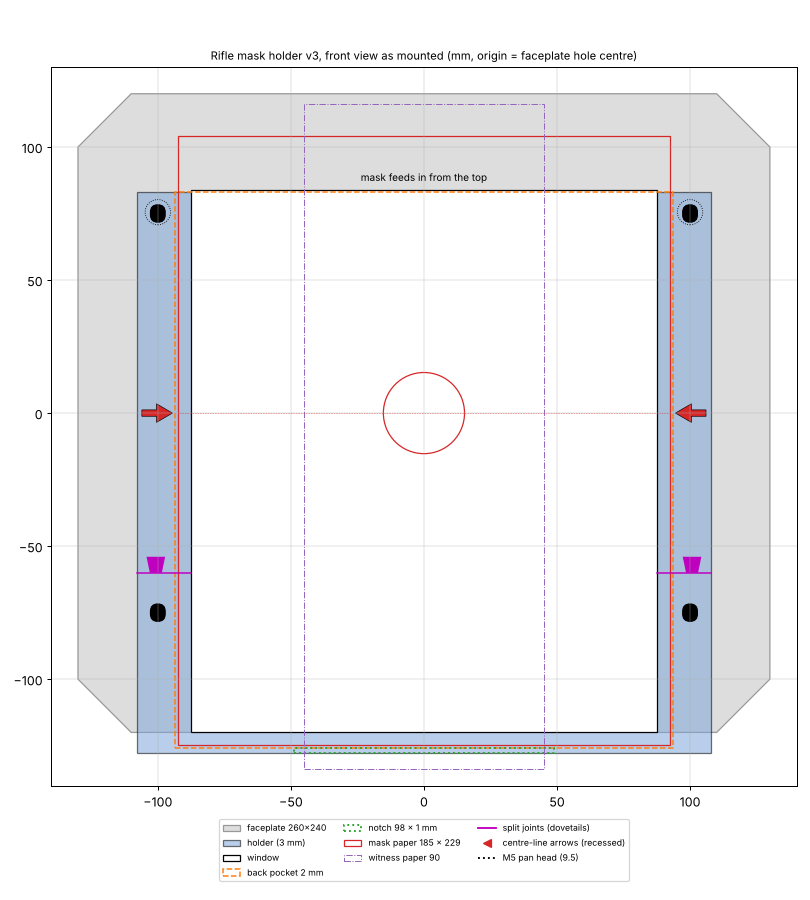 Rifle mask holder v3, front view as mounted (mm, origin = faceplate hole centre)
mask feeds in from the top
100
50
0
−50
−100
−100
−50
0
50
100
faceplate 260×240
holder (3 mm)
window
back pocket 2 mm
notch 98 × 1 mm
mask paper 185 × 229
witness paper 90
split joints (dovetails)
centre-line arrows (recessed)
M5 pan head (9.5)